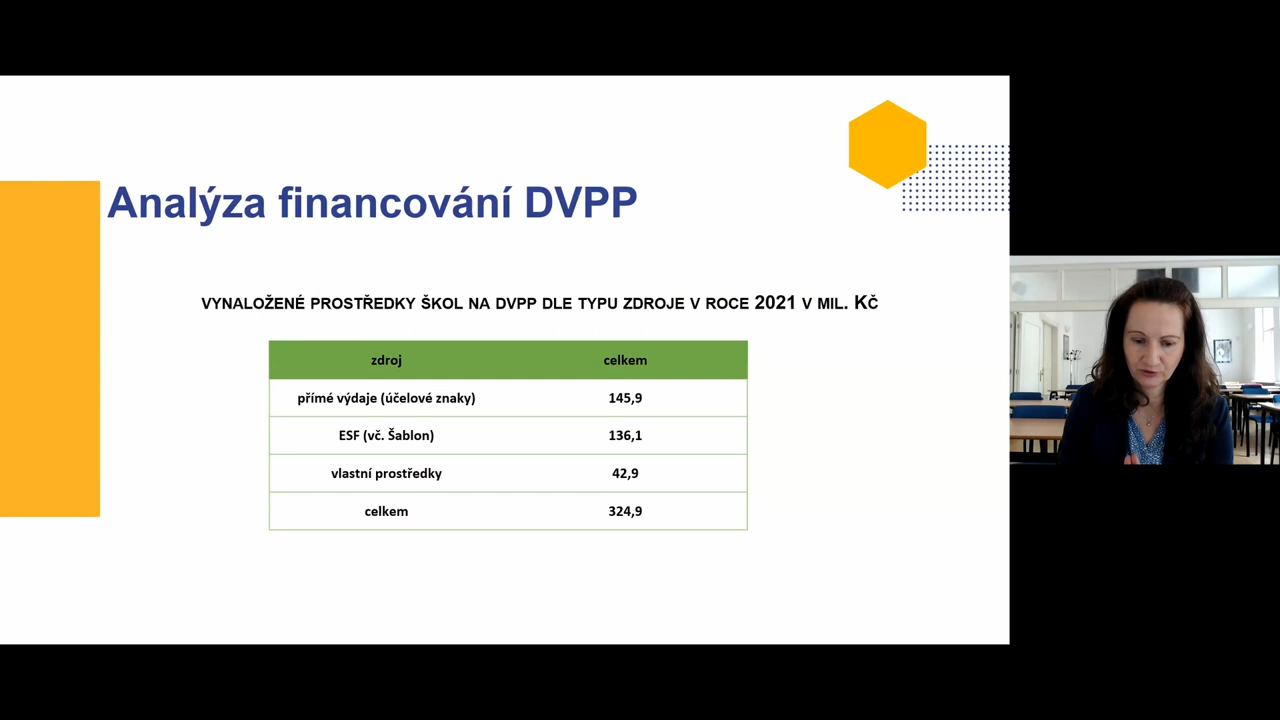 Analýza financování DVPP
VYNALOŽENÉ PROSTŘEDKY ŠKOL NA DVPP DLE TYPU ZDROJE V ROCE 2021 V MIL. KČ
zdroj celkem
přímé výdaje (účelové znaky) 145,9
ESF (vč. Šablon) 136,1
vlastní prostředky 42,9
celkem 324,9